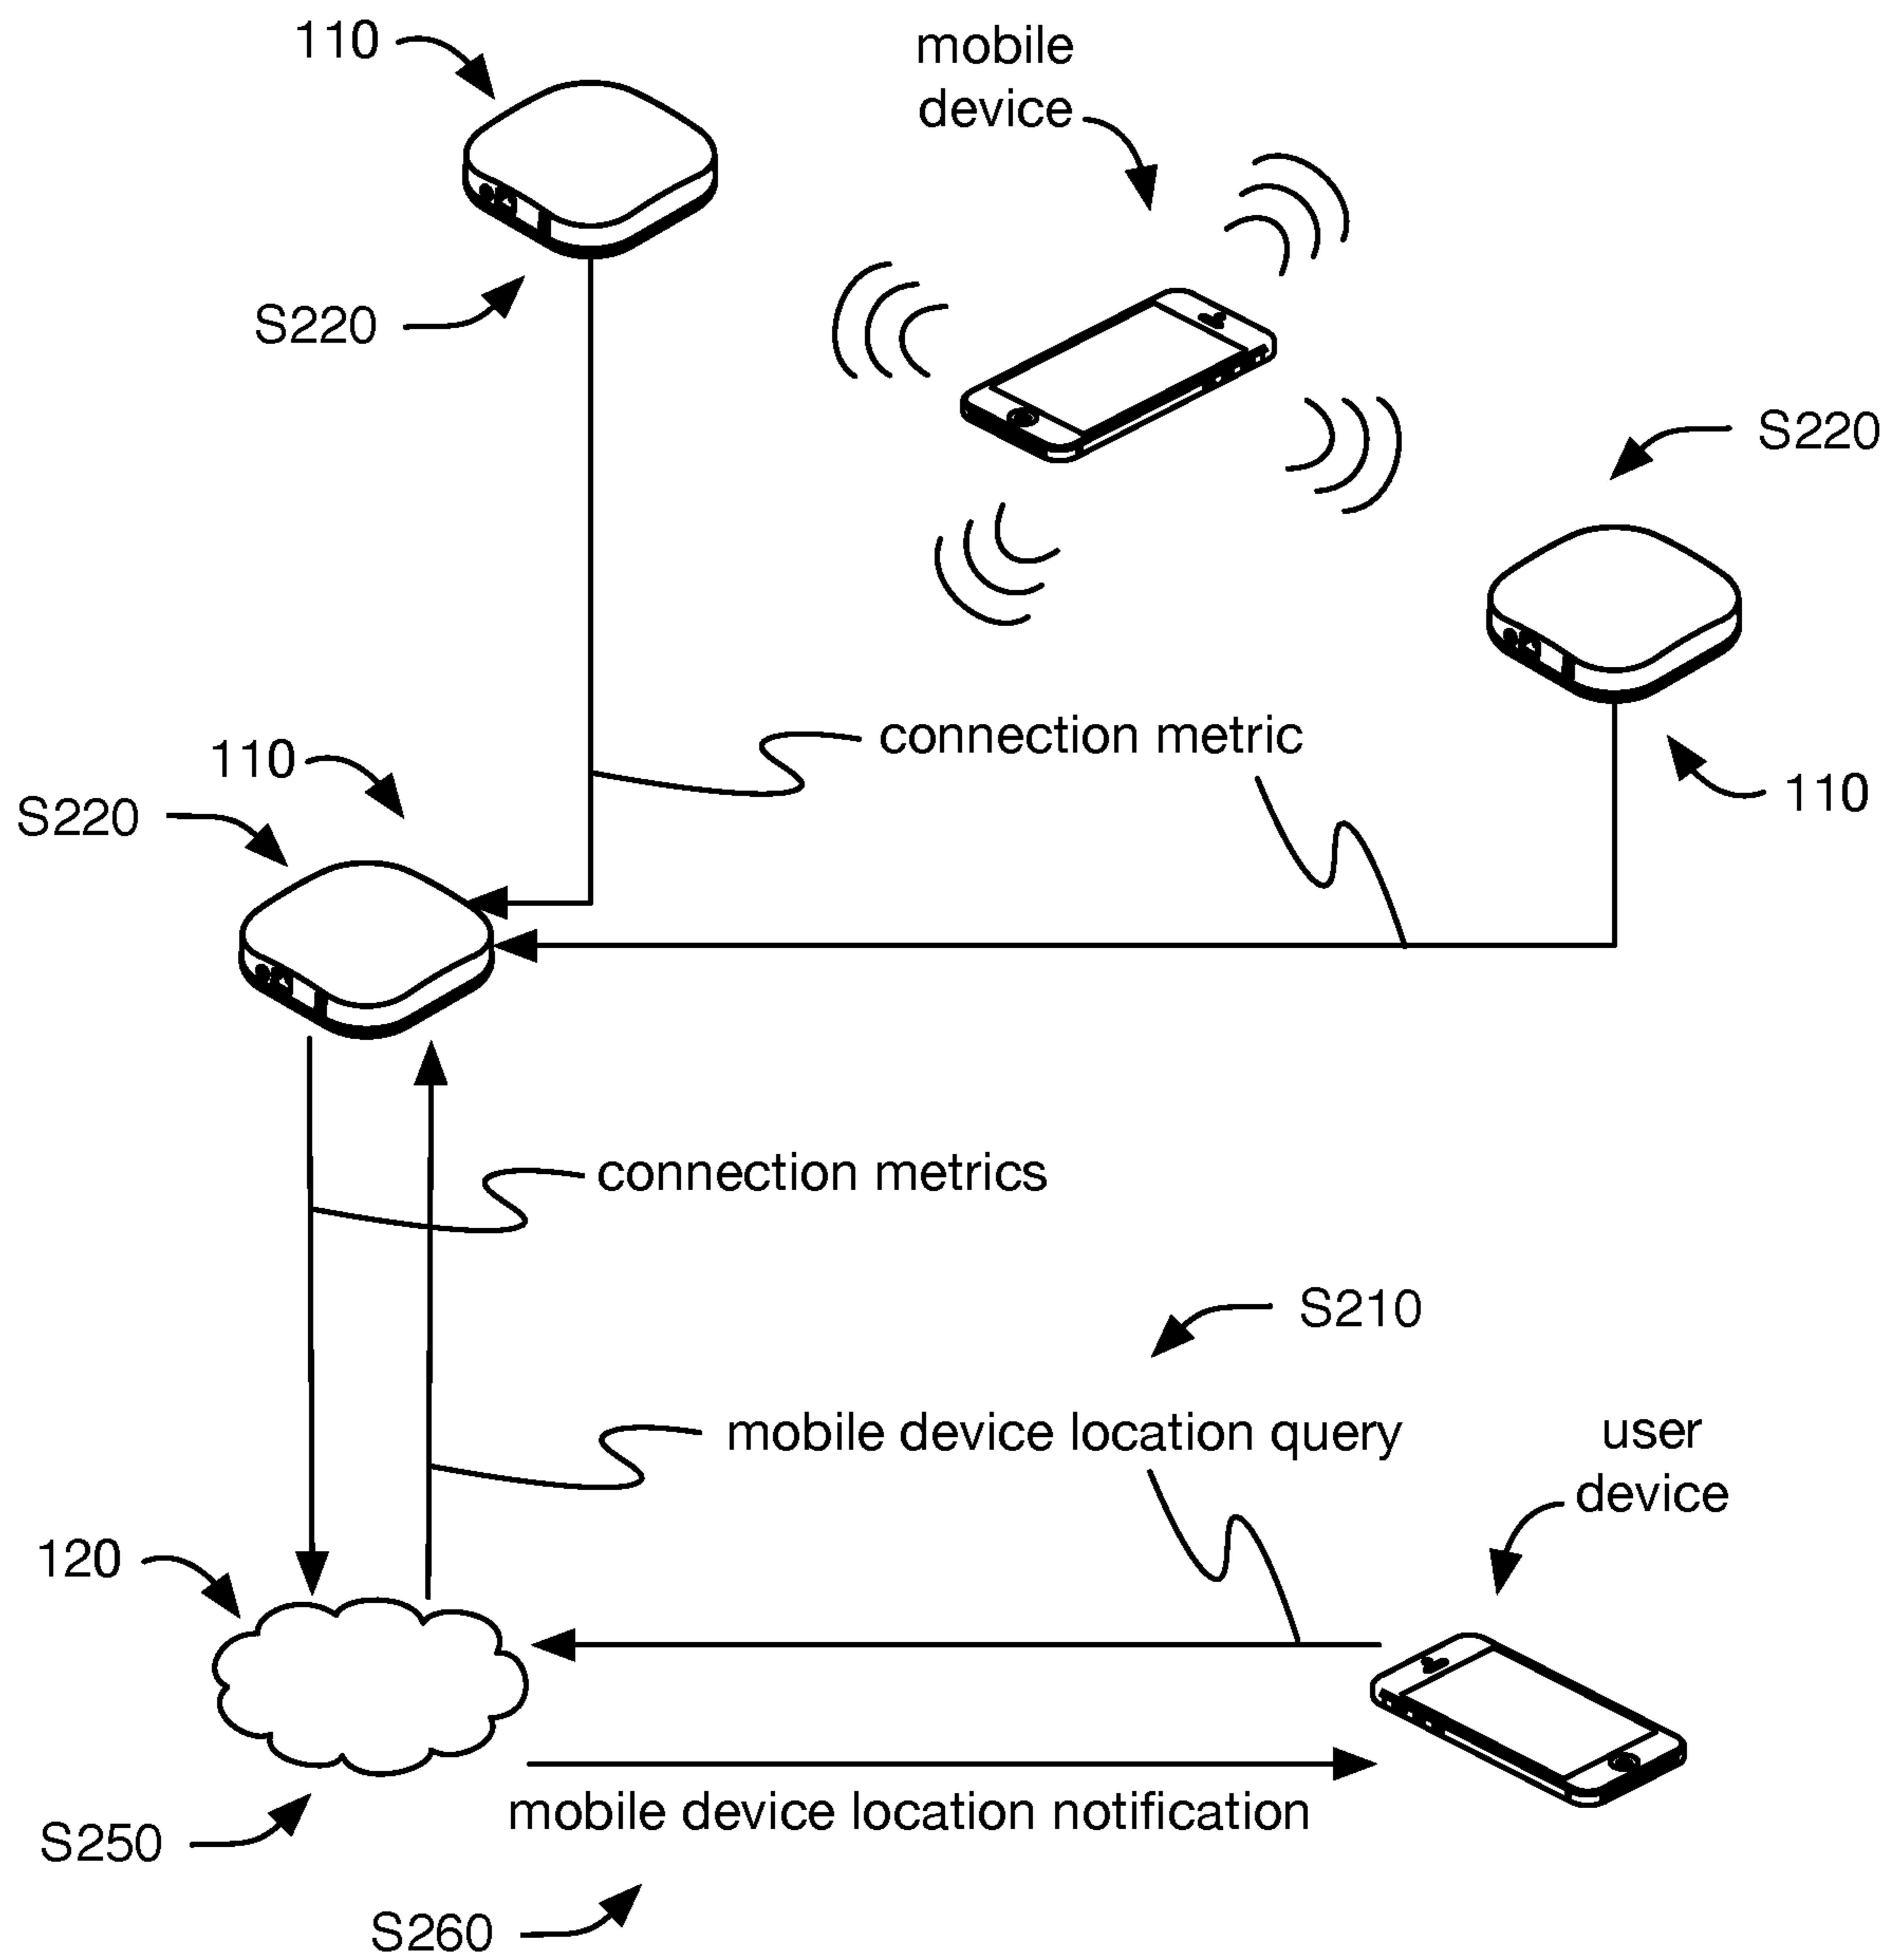 110
mobile
device
S220
S220
connection metric
110
110
S220
connection metrics
S210
mobile device location query
user
device
120
mobile device location notification
S250
S260